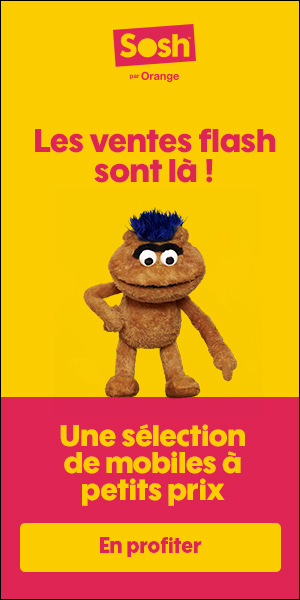 Sosh
par Orange
Les ventes flash
sont là !
Une sélection
de mobiles à
petits prix
En profiter